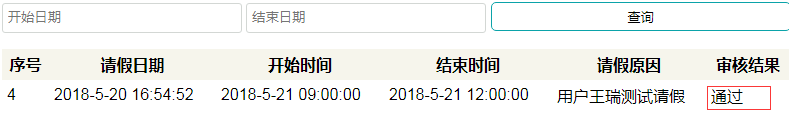 开始日期 结束日期 查询
序号 请假日期 开始时间 结束时间 请假原因 审核结果
4 2018-5-20 16:54:52 2018-5-21 09:00:00 2018-5-21 12:00:00 用户王瑞测试请假 通过